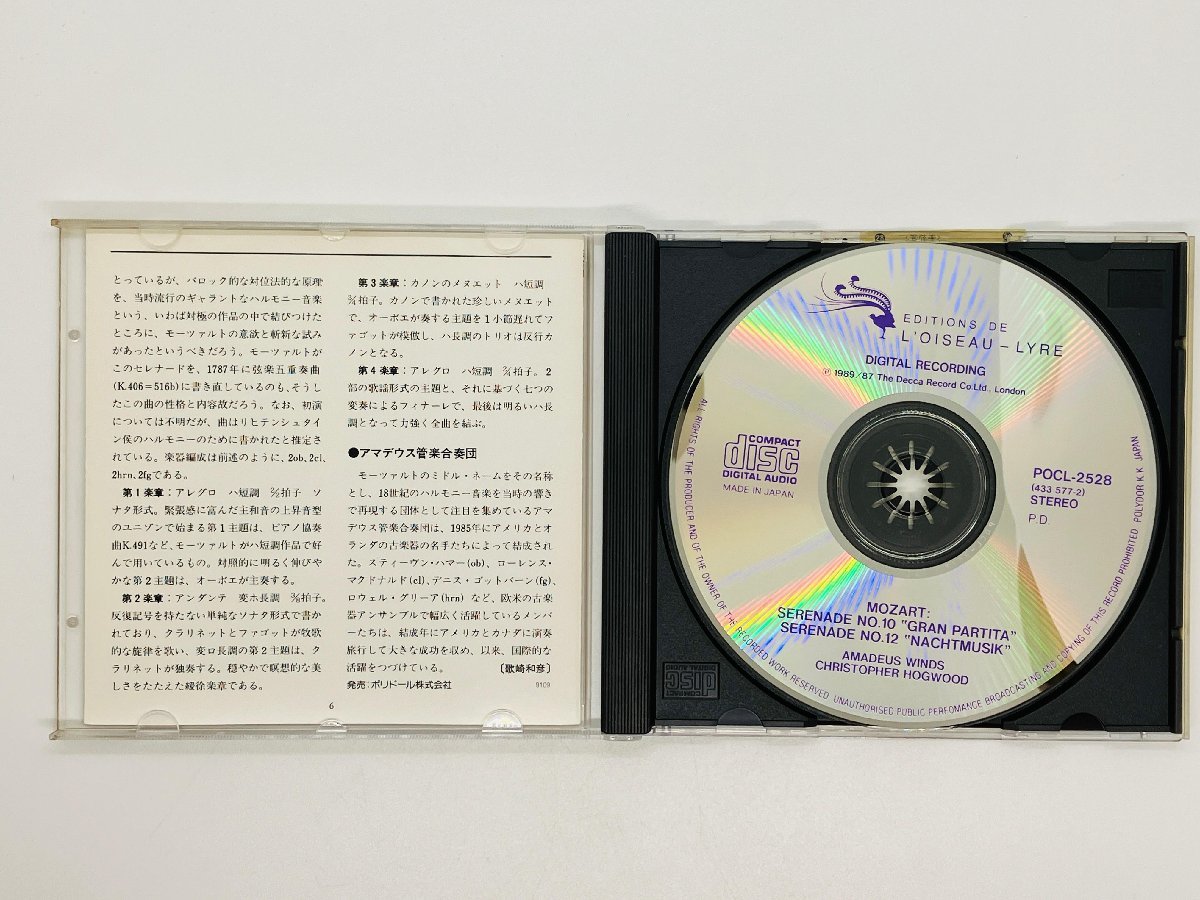 とっているが、バロック的な対位法的な原理
を、当時流行のギャラントなハルモニー音楽
という、いわば対極の作品の中で結びつけた
ところに、モーツァルトの意欲と斬新な試み
があったというべきだろう。モーツァルトが
このセレナードを、1787年に弦楽五重奏曲
(K.406=516b)に書き直しているのも、そうし
たこの曲の性格と内容故だろう。なお、初演
については不明だが、曲はリヒテンシュタイ
ン侯のハルモニーのために書かれたと推定さ
れている。楽器編成は前述のように、2ob、2cl、
2hrn、2fgである。
第1楽章：アレグロ ハ短調 拍子 ソ
ナタ形式。緊張感に富んだ主和音の上昇音型
のユニゾンで始まる第1主題は、ピアノ協奏
曲K.491など、モーツァルトがハ短調作品で好
んで用いているもの。対照的に明るく伸びや
かな第2主題は、オーボエが主奏する。
第2楽章：アンダンテ 変ホ長調 拍子。
反復記号を持たない単純なソナタ形式で書か
れており、クラリネットとファゴットが牧歌
的な旋律を歌い、変ロ長調の第2主題は、ク
ラリネットが独奏する。穏やかで瞑想的な美
しさをたたえた緩徐楽章である。
第3楽章：カノンのメヌエット ハ短調
拍子。カノンで書かれた珍しいメヌエット
で、オーボエが奏する主題を1小節遅れてフ
ァゴットが模倣し、ハ長調のトリオは反行カ
ノンとなる。
第4楽章：アレグロ ハ短調 拍子。2
部の歌謡形式の主題と、それに基づく七つの
変奏によるフィナーレで、最後は明るいハ長
調となって力強く全曲を結ぶ。
●アマデウス管楽合奏団
モーツァルトのミドル・ネームをその名称
とし、18世紀のハルモニー音楽を当時の響き
で再現する団体として注目を集めているアマ
デウス管楽合奏団は、1985年にアメリカとオ
ランダの古楽器の名手たちによって結成され
た。スティーヴン・ハマー(ob)、ローレンス・
マクドナルド(cl)、デニス・ゴットバーン(fg)、
ロウェル・グリーア(hrn) など、欧米の古楽
器アンサンブルで幅広く活躍しているメンバ
ーたちは、結成年にアメリカとカナダに演奏
旅行して大きな成功を収め、以来、国際的な
活躍をつづけている。 〔歌崎和彦〕
発売：ポリドール株式会社 9109
6
EDITIONS DE
L'OISEAU-LYRE
DIGITAL RECORDING
Ⓟ 1989/87 The Decca Record Co.Ltd., London
COMPACT
disc
DIGITAL AUDIO
MADE IN JAPAN
POCL-2528
(433 577-2)
STEREO
P.D
MOZART:
SERENADE NO.10 "GRAN PARTITA"
SERENADE NO.12 "NACHTMUSIK"
AMADEUS WINDS
CHRISTOPHER HOGWOOD
ALL RIGHTS OF THE PRODUCER AND OF THE OWNER OF THE RECORDED WORK RESERVED UNAUTHORISED PUBLIC PERFOMANCE BROADCASTING AND COPYING OF THIS RECORD PROHIBITED POLYDOR K.K. JAPAN
COMPACT
disc
DIGITAL AUDIO